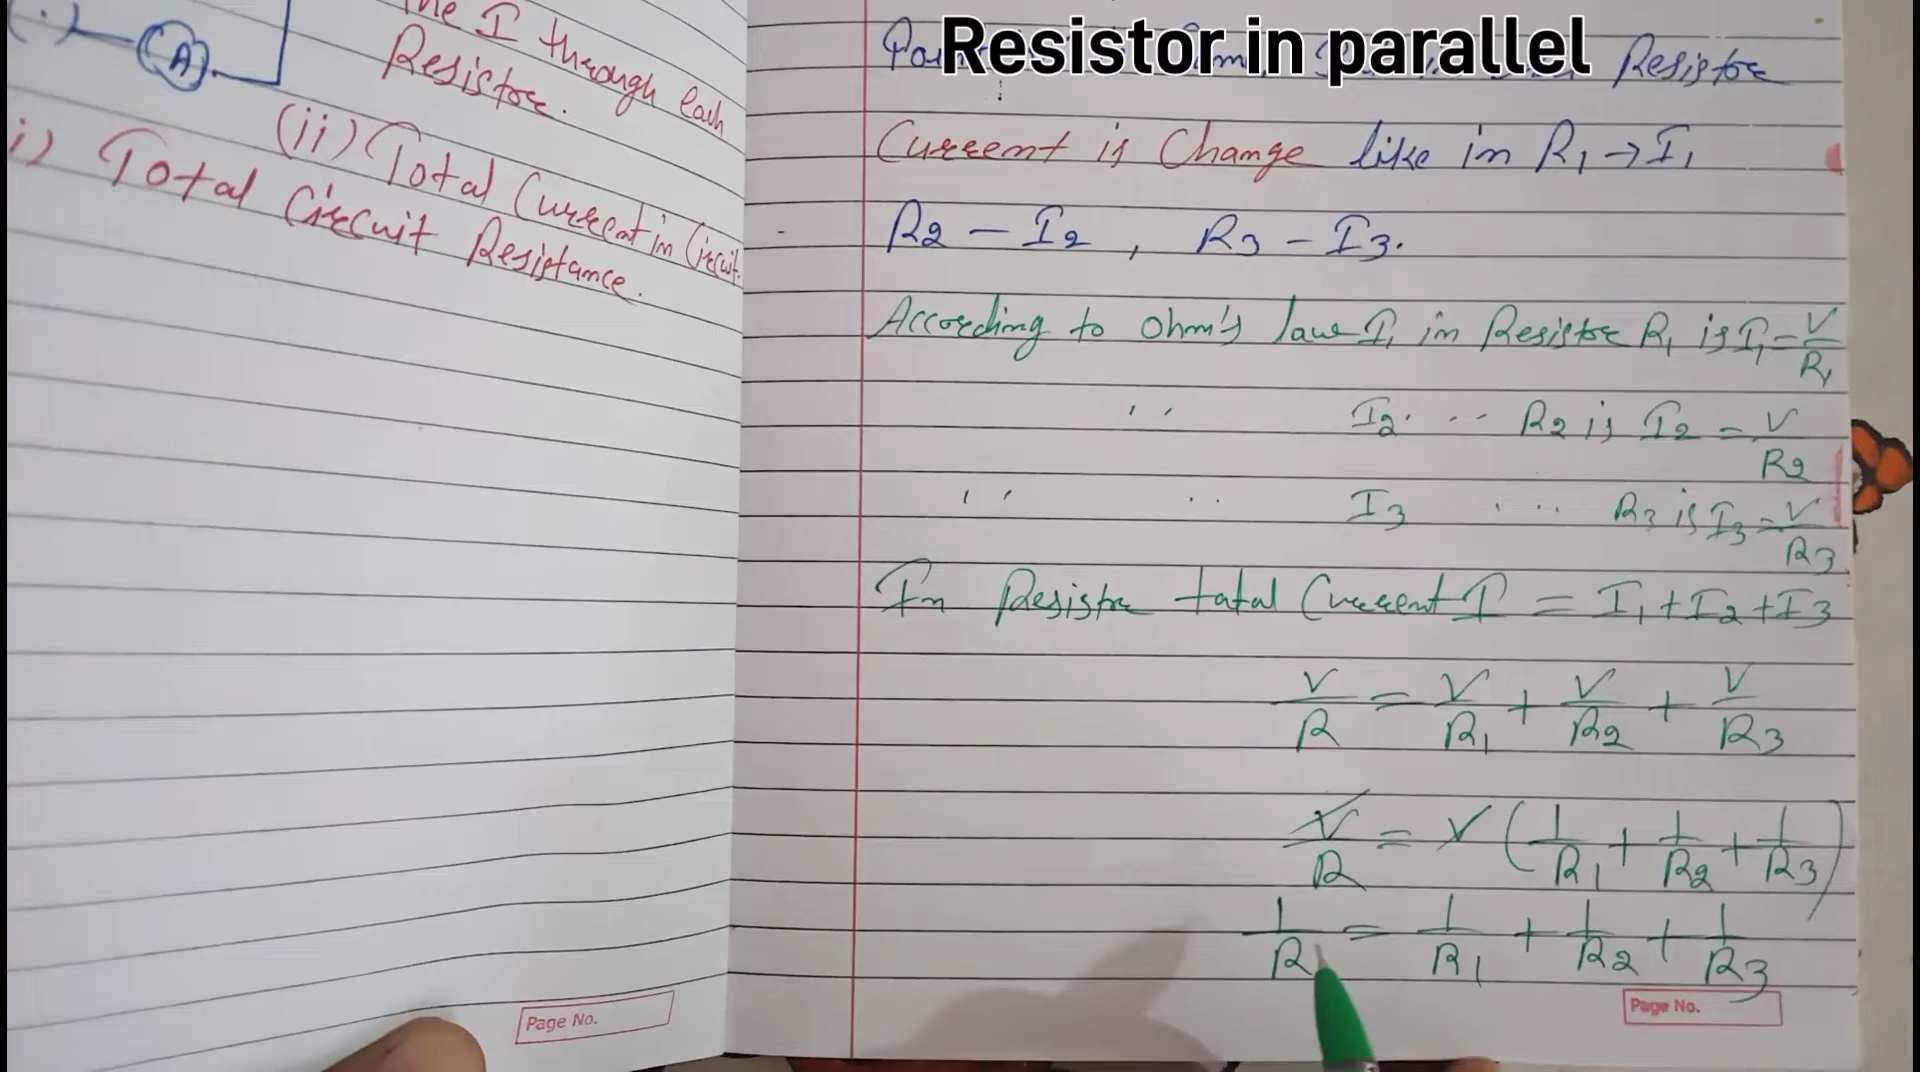 (A)
the I through each
Resistor.
(ii) Total Current in Circuit.
i) Total Circuit Resistance.
Page No.
Resistor in parallel
Resistor
Current is Change like in R1 → I1
R2 – I2 , R3 – I3.
According to ohm's law I1 in Resistor R1 is I1 = V/R1
,, I2 .. R2 is I2 = V/R2
,, .. I3 .. R3 is I3 = V/R3
In Resistor total Current I = I1 + I2 + I3
V/R = V/R1 + V/R2 + V/R3
V/R = V (1/R1 + 1/R2 + 1/R3)
1/R = 1/R1 + 1/R2 + 1/R3
Page No.